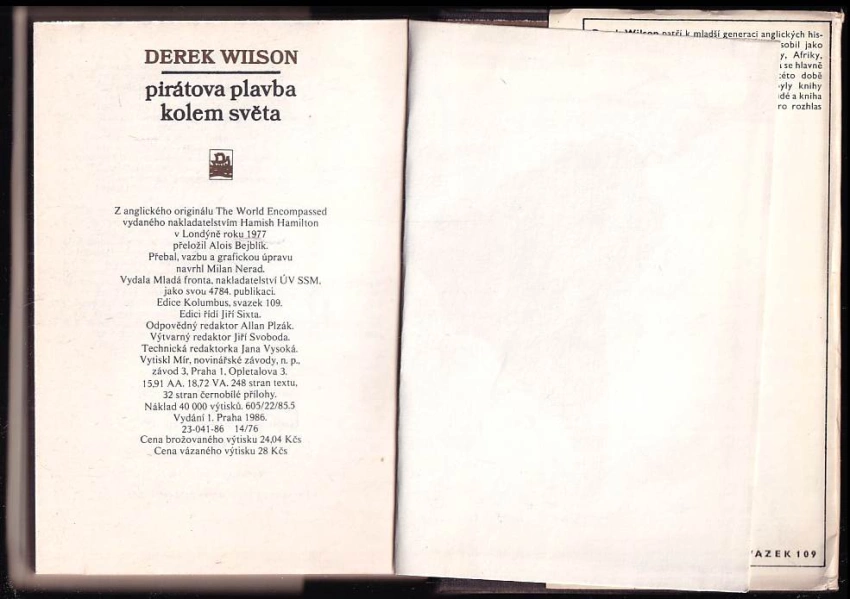 DEREK WILSON
pirátova plavba
kolem světa
Z anglického originálu The World Encompassed
vydaného nakladatelstvím Hamish Hamilton
v Londýně roku 1977
přeložil Alois Bejblík.
Přebal, vazbu a grafickou úpravu
navrhl Milan Nerad.
Vydala Mladá fronta, nakladatelství ÚV SSM,
jako svou 4784. publikaci.
Edice Kolumbus, svazek 109.
Edici řídí Jiří Sixta.
Odpovědný redaktor Allan Plzák.
Výtvarný redaktor Jiří Svoboda.
Technická redaktorka Jana Vysoká.
Vytiskl Mír, novinářské závody, n. p.,
závod 3, Praha 1, Opletalova 3.
15,91 AA. 18,72 VA. 248 stran textu,
32 stran černobílé přílohy.
Náklad 40 000 výtisků. 605/22/85.5
Vydání 1. Praha 1986.
23-041-86 14/76
Cena brožovaného výtisku 24,04 Kčs
Cena vázaného výtisku 28 Kčs
Wilson patří k mladší generaci anglických his-
sobil jako
y, Afriky,
se hlavně
této době
byly knihy
dé a kniha
ro rozhlas
AZEK 109